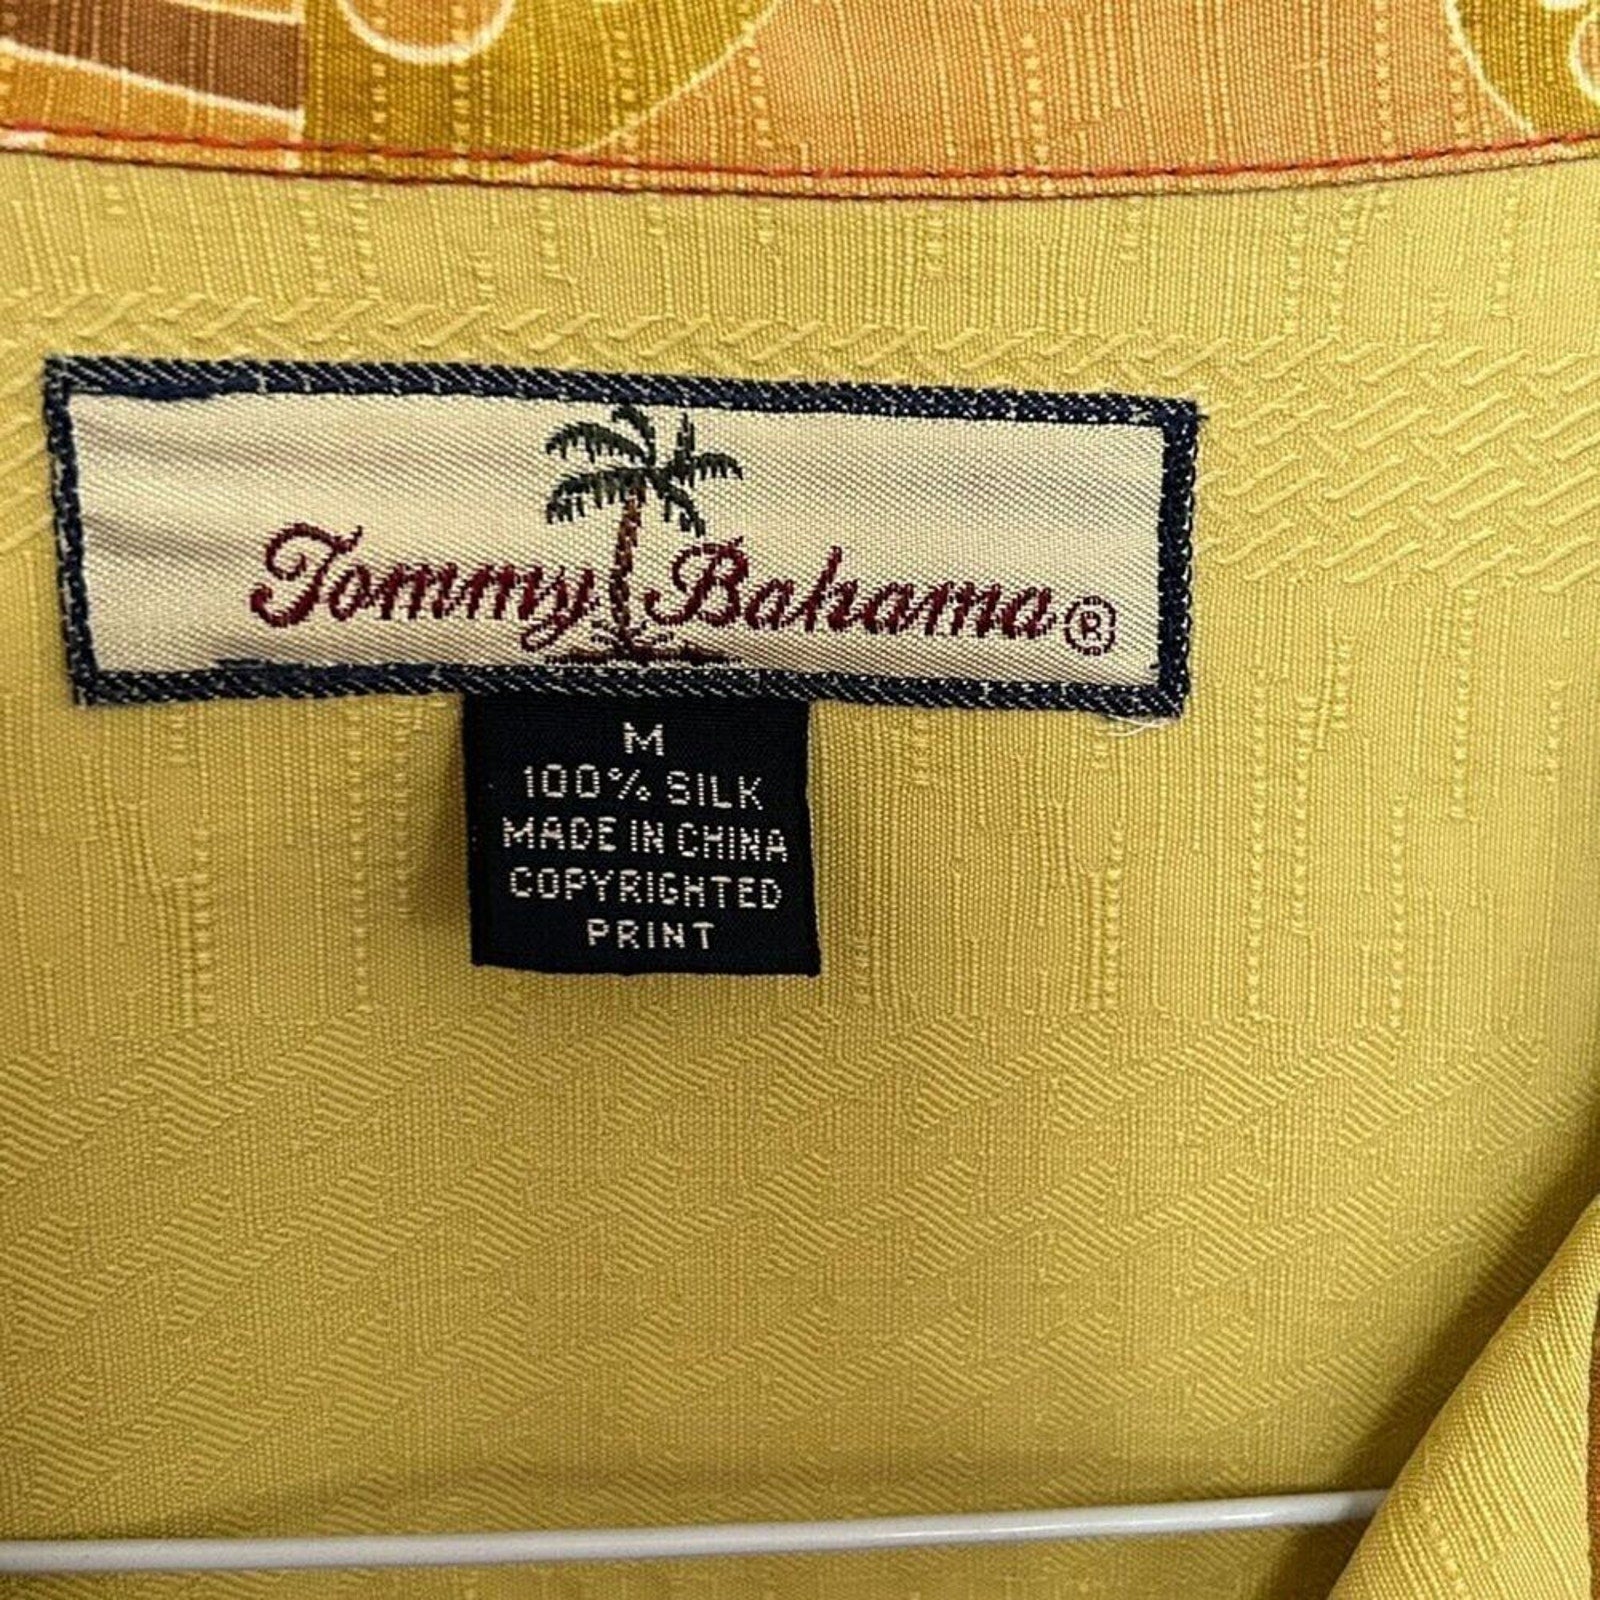 Tommy Bahama®
M
100% SILK
MADE IN CHINA
COPYRIGHTED
PRINT